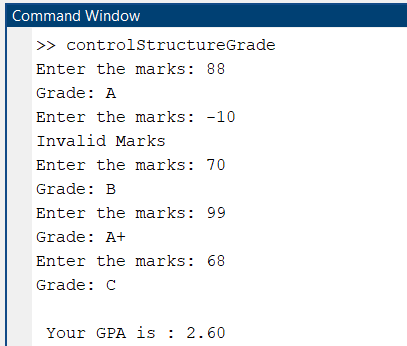 Command Window
>> controlStructureGrade
Enter the marks: 88
Grade: A
Enter the marks: -10
Invalid Marks
Enter the marks: 70
Grade: B
Enter the marks: 99
Grade: A+
Enter the marks: 68
Grade: C
Your GPA is : 2.60